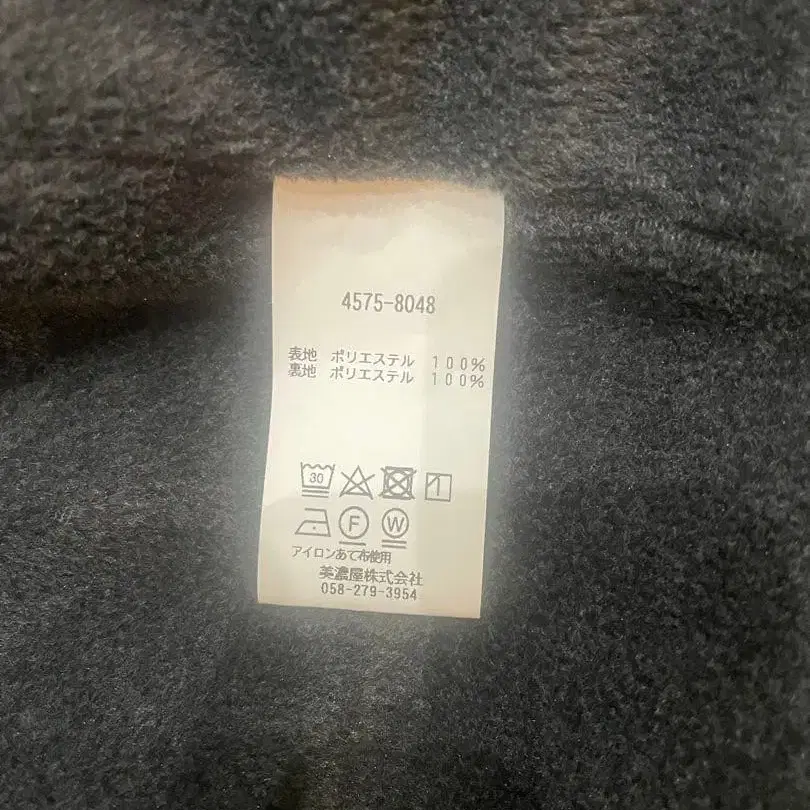 4575-8048
表地 ポリエステル 100%
裏地 ポリエステル 100%
30
F W
アイロンあて布使用
美濃屋株式会社
058-279-3954